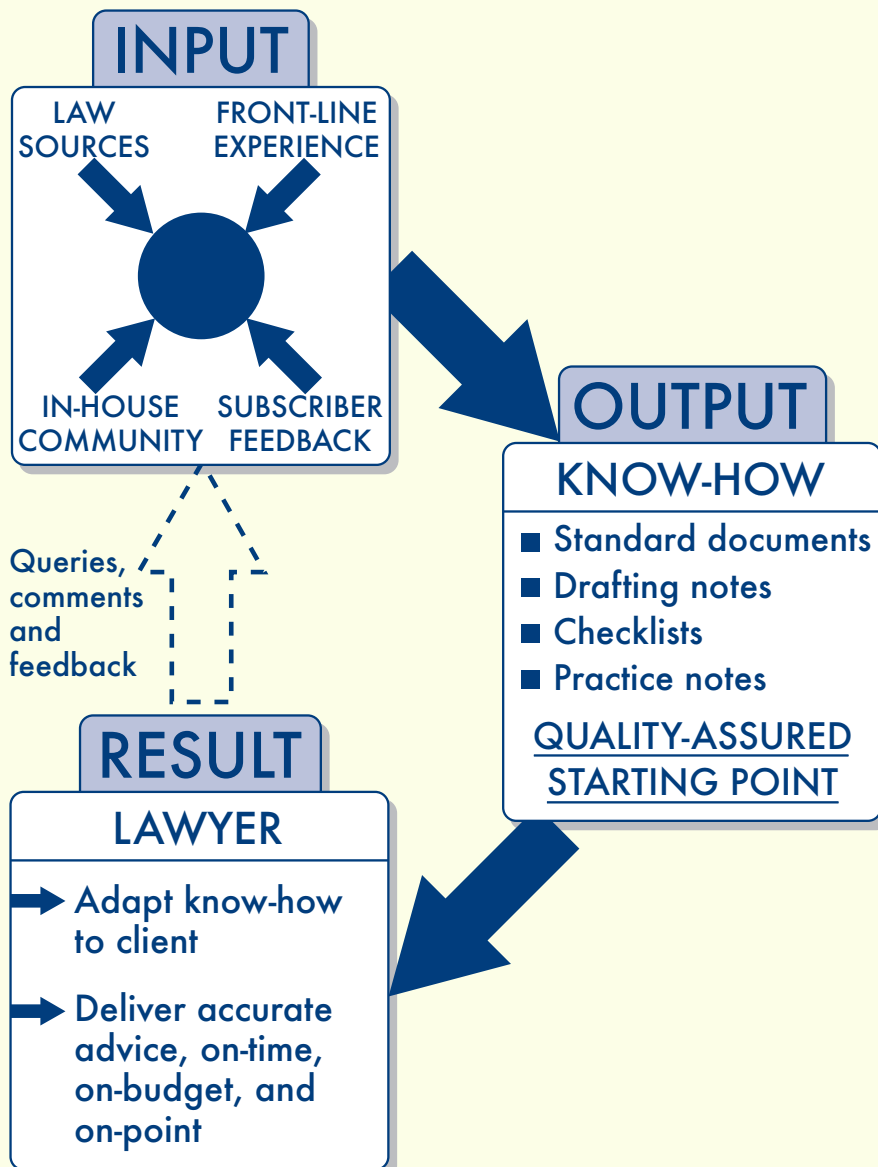 INPUT
LAW
SOURCES
FRONT-LINE
EXPERIENCE
IN-HOUSE
COMMUNITY
SUBSCRIBER
FEEDBACK
OUTPUT
KNOW-HOW
Standard documents
Drafting notes
Checklists
Practice notes
QUALITY-ASSURED
STARTING POINT
Queries,
comments
and
feedback
RESULT
LAWYER
Adapt know-how
to client
Deliver accurate
advice, on-time,
on-budget, and
on-point